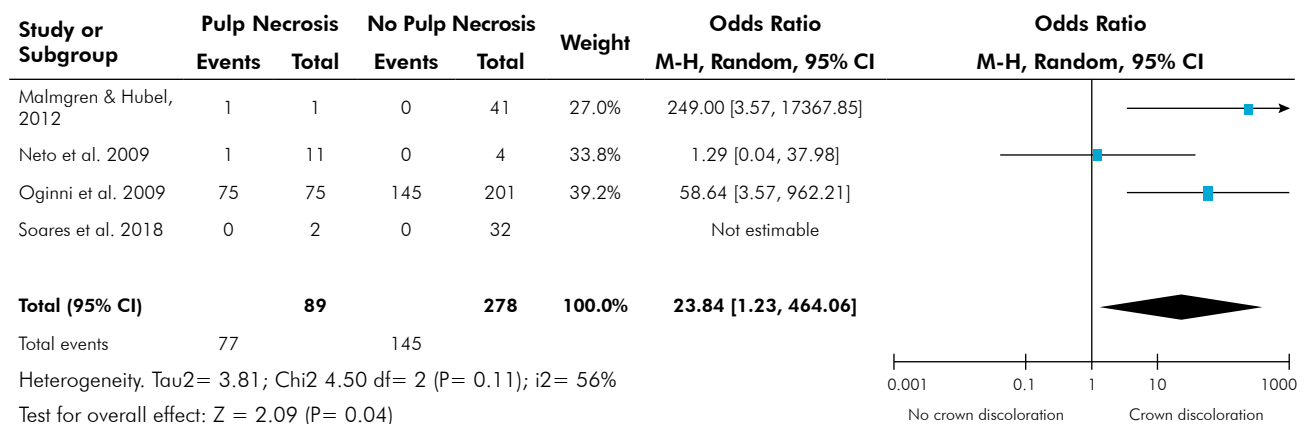 Study or Subgroup Pulp Necrosis No Pulp Necrosis Weight Odds Ratio Odds Ratio
Events Total Events Total M-H, Random, 95% CI M-H, Random, 95% CI
Malmgren & Hubel, 2012 1 1 0 41 27.0% 249.00 [3.57, 17367.85]
Neto et al. 2009 1 11 0 4 33.8% 1.29 [0.04, 37.98]
Oginni et al. 2009 75 75 145 201 39.2% 58.64 [3.57, 962.21]
Soares et al. 2018 0 2 0 32 Not estimable
Total (95% CI) 89 278 100.0% 23.84 [1.23, 464.06]
Total events 77 145
Heterogeneity. Tau2= 3.81; Chi2 4.50 df= 2 (P= 0.11); i2= 56%
Test for overall effect: Z = 2.09 (P= 0.04)
0.001 0.1 1 10 1000
No crown discoloration Crown discoloration